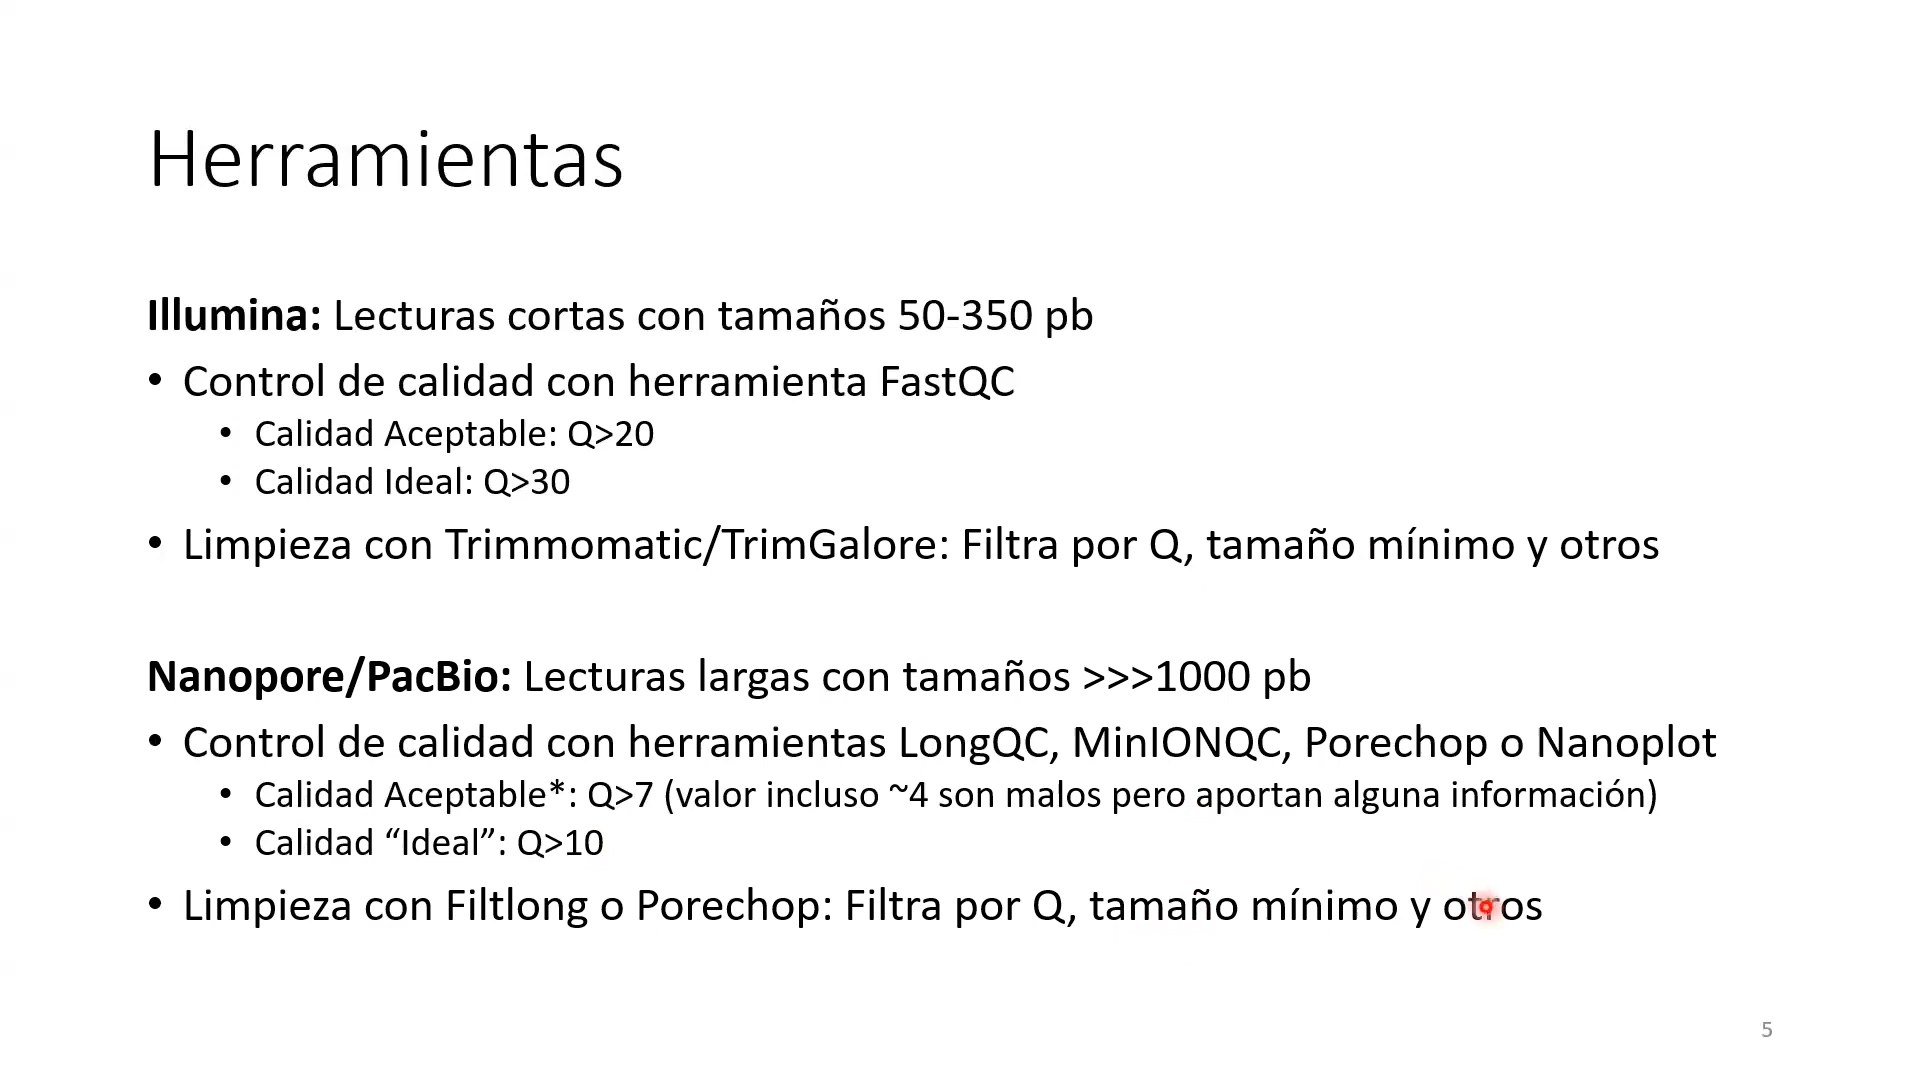 Herramientas
Illumina: Lecturas cortas con tamaños 50-350 pb
• Control de calidad con herramienta FastQC
• Calidad Aceptable: Q>20
• Calidad Ideal: Q>30
• Limpieza con Trimmomatic/TrimGalore: Filtra por Q, tamaño mínimo y otros
Nanopore/PacBio: Lecturas largas con tamaños >>>1000 pb
• Control de calidad con herramientas LongQC, MinIONQC, Porechop o Nanoplot
• Calidad Aceptable*: Q>7 (valor incluso ~4 son malos pero aportan alguna información)
• Calidad “Ideal”: Q>10
• Limpieza con Filtlong o Porechop: Filtra por Q, tamaño mínimo y otros
5